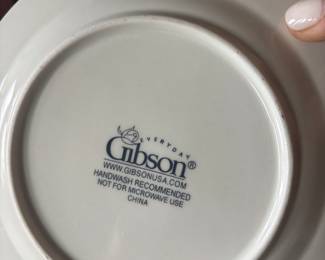 EVERYDAY
Gibson®
WWW.GIBSONUSA.COM
HANDWASH RECOMMENDED
NOT FOR MICROWAVE USE
CHINA